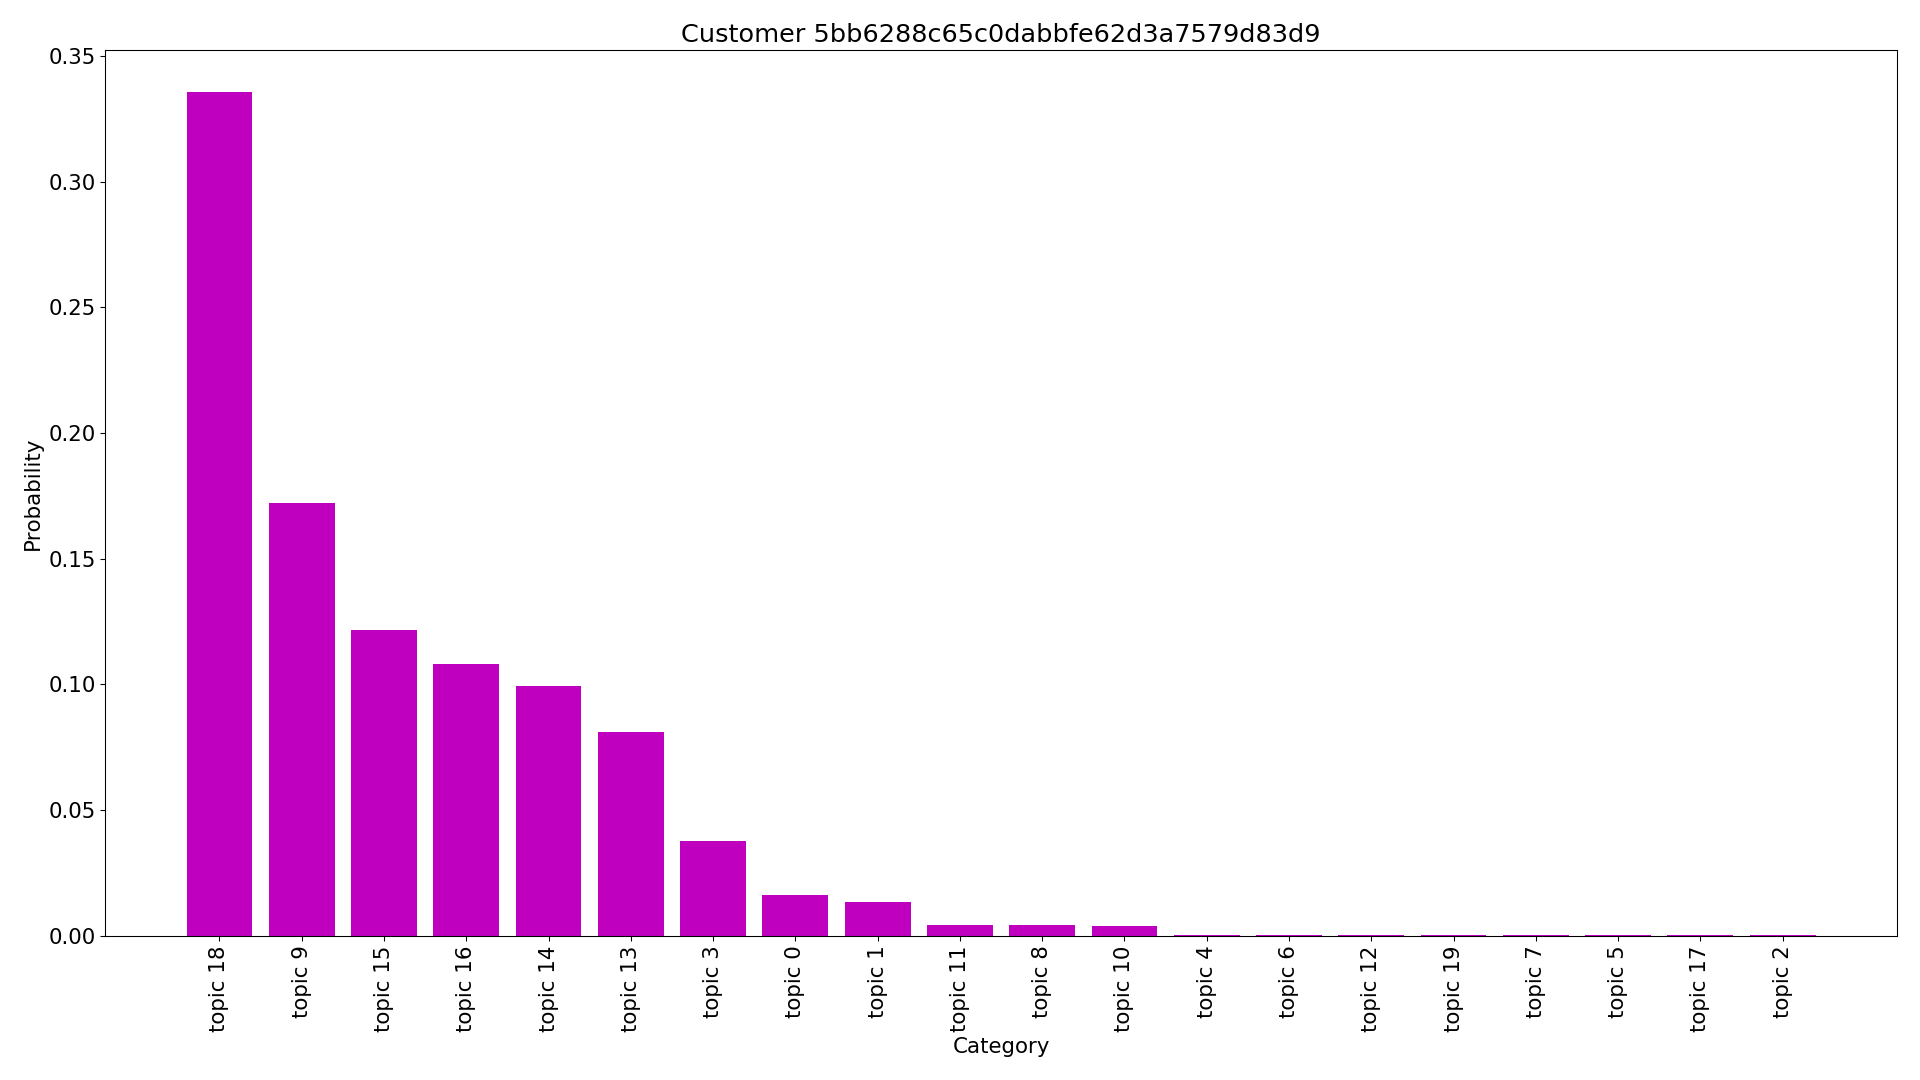 Customer 5bb6288c65c0dabbfe62d3a7579d83d9
Probability
0.35
0.30
0.25
0.20
0.15
0.10
0.05
0.00
topic 18
topic 9
topic 15
topic 16
topic 14
topic 13
topic 3
topic 0
topic 1
topic 11
topic 8
topic 10
topic 4
topic 6
topic 12
topic 19
topic 7
topic 5
topic 17
topic 2
Category